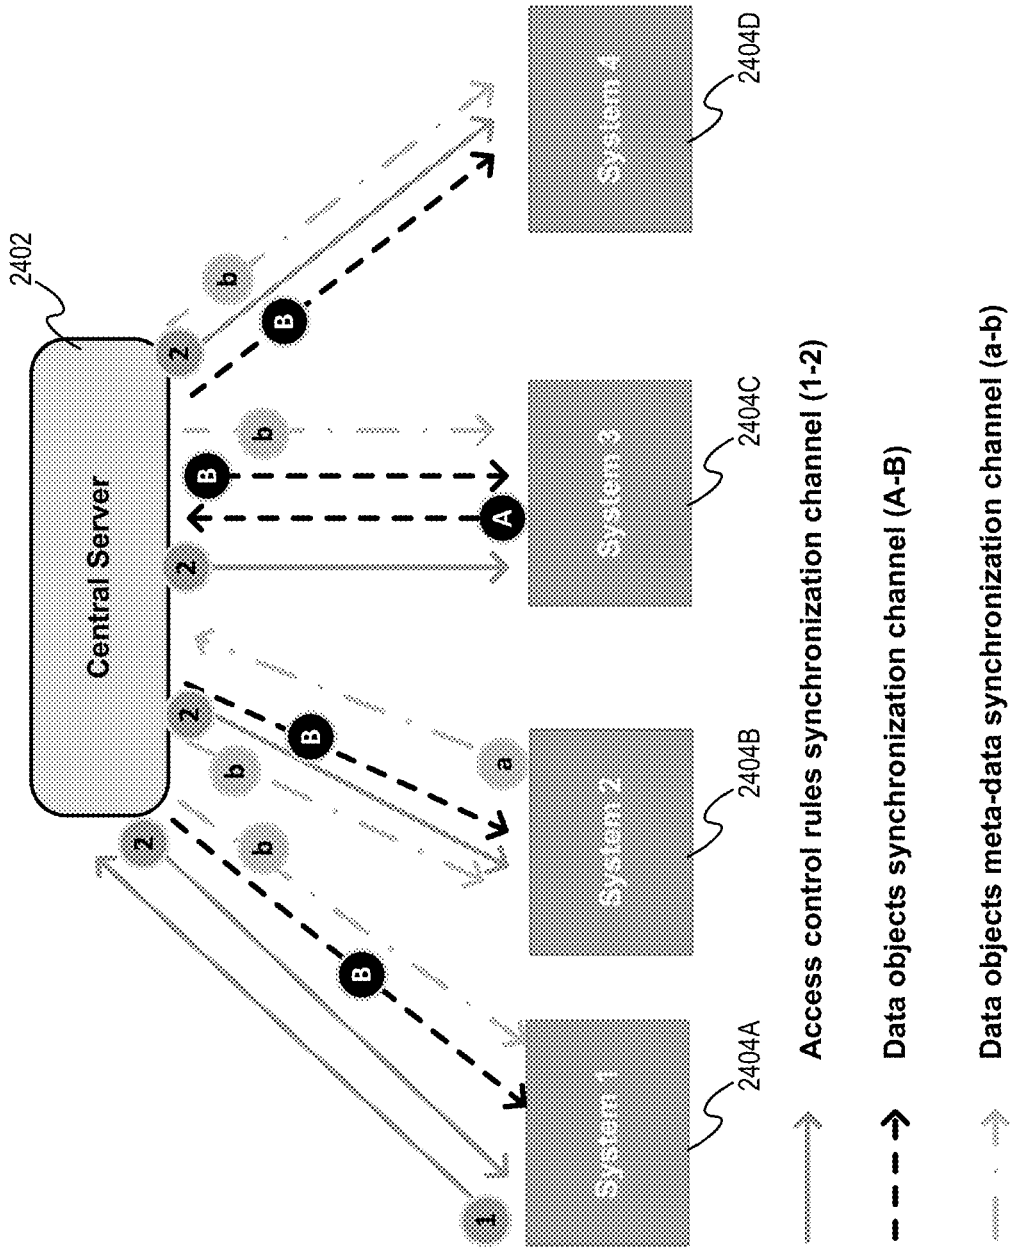 2402
Central Server
2
1
2
b
B
2
b
B
a
2
A
B
b
2
b
B
System 1
System 2
System 3
System 4
2404A
2404B
2404C
2404D
Access control rules synchronization channel (1-2)
Data objects synchronization channel (A-B)
Data objects meta-data synchronization channel (a-b)